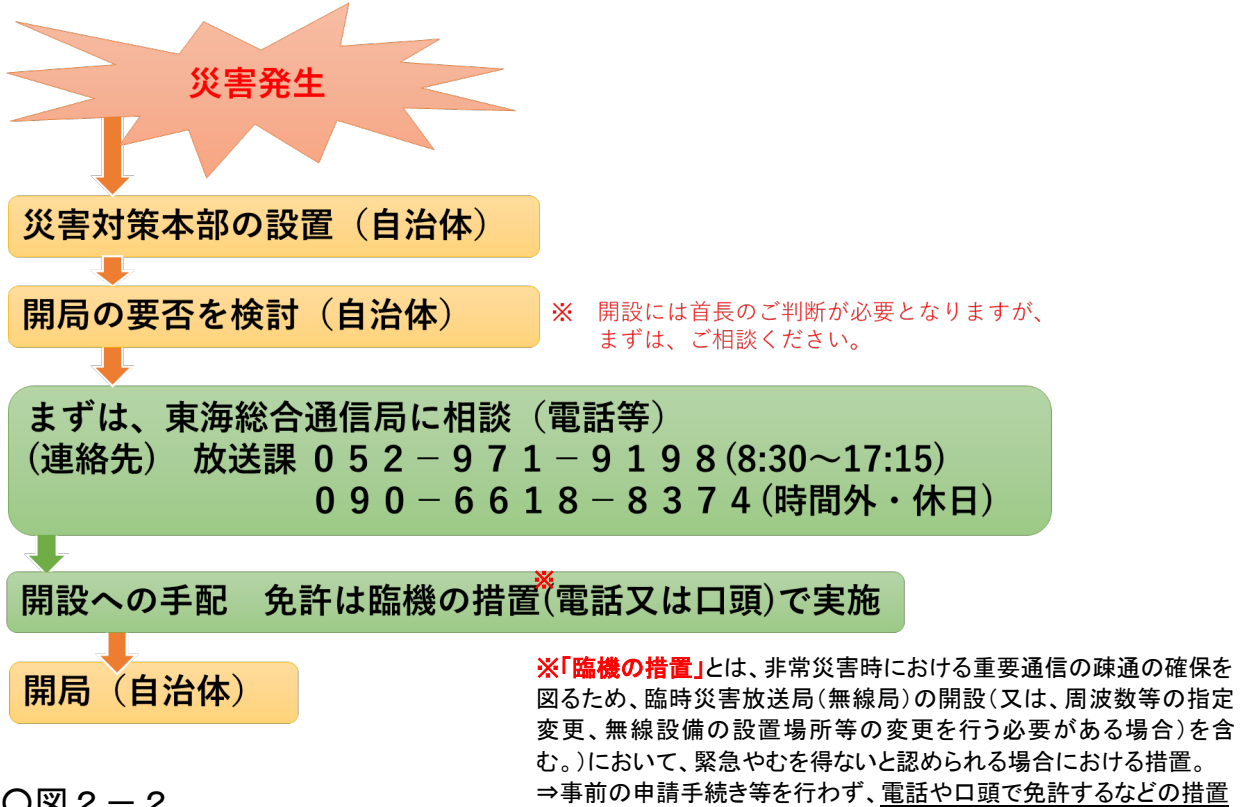 災害発生
災害対策本部の設置（自治体）
開局の要否を検討（自治体）
※　開設には首長のご判断が必要となりますが、
まずは、ご相談ください。
まずは、東海総合通信局に相談（電話等）
(連絡先)　放送課 ０５２－９７１－９１９８(8:30～17:15)
０９０－６６１８－８３７４(時間外・休日)
開設への手配　免許は臨機の措置※(電話又は口頭)で実施
開局（自治体）
※「臨機の措置」とは、非常災害時における重要通信の疎通の確保を
図るため、臨時災害放送局(無線局)の開設(又は、周波数等の指定
変更、無線設備の設置場所等の変更を行う必要がある場合)を含
む。)において、緊急やむを得ないと認められる場合における措置。
⇒事前の申請手続き等を行わず、電話や口頭で免許するなどの措置
〇図２－２